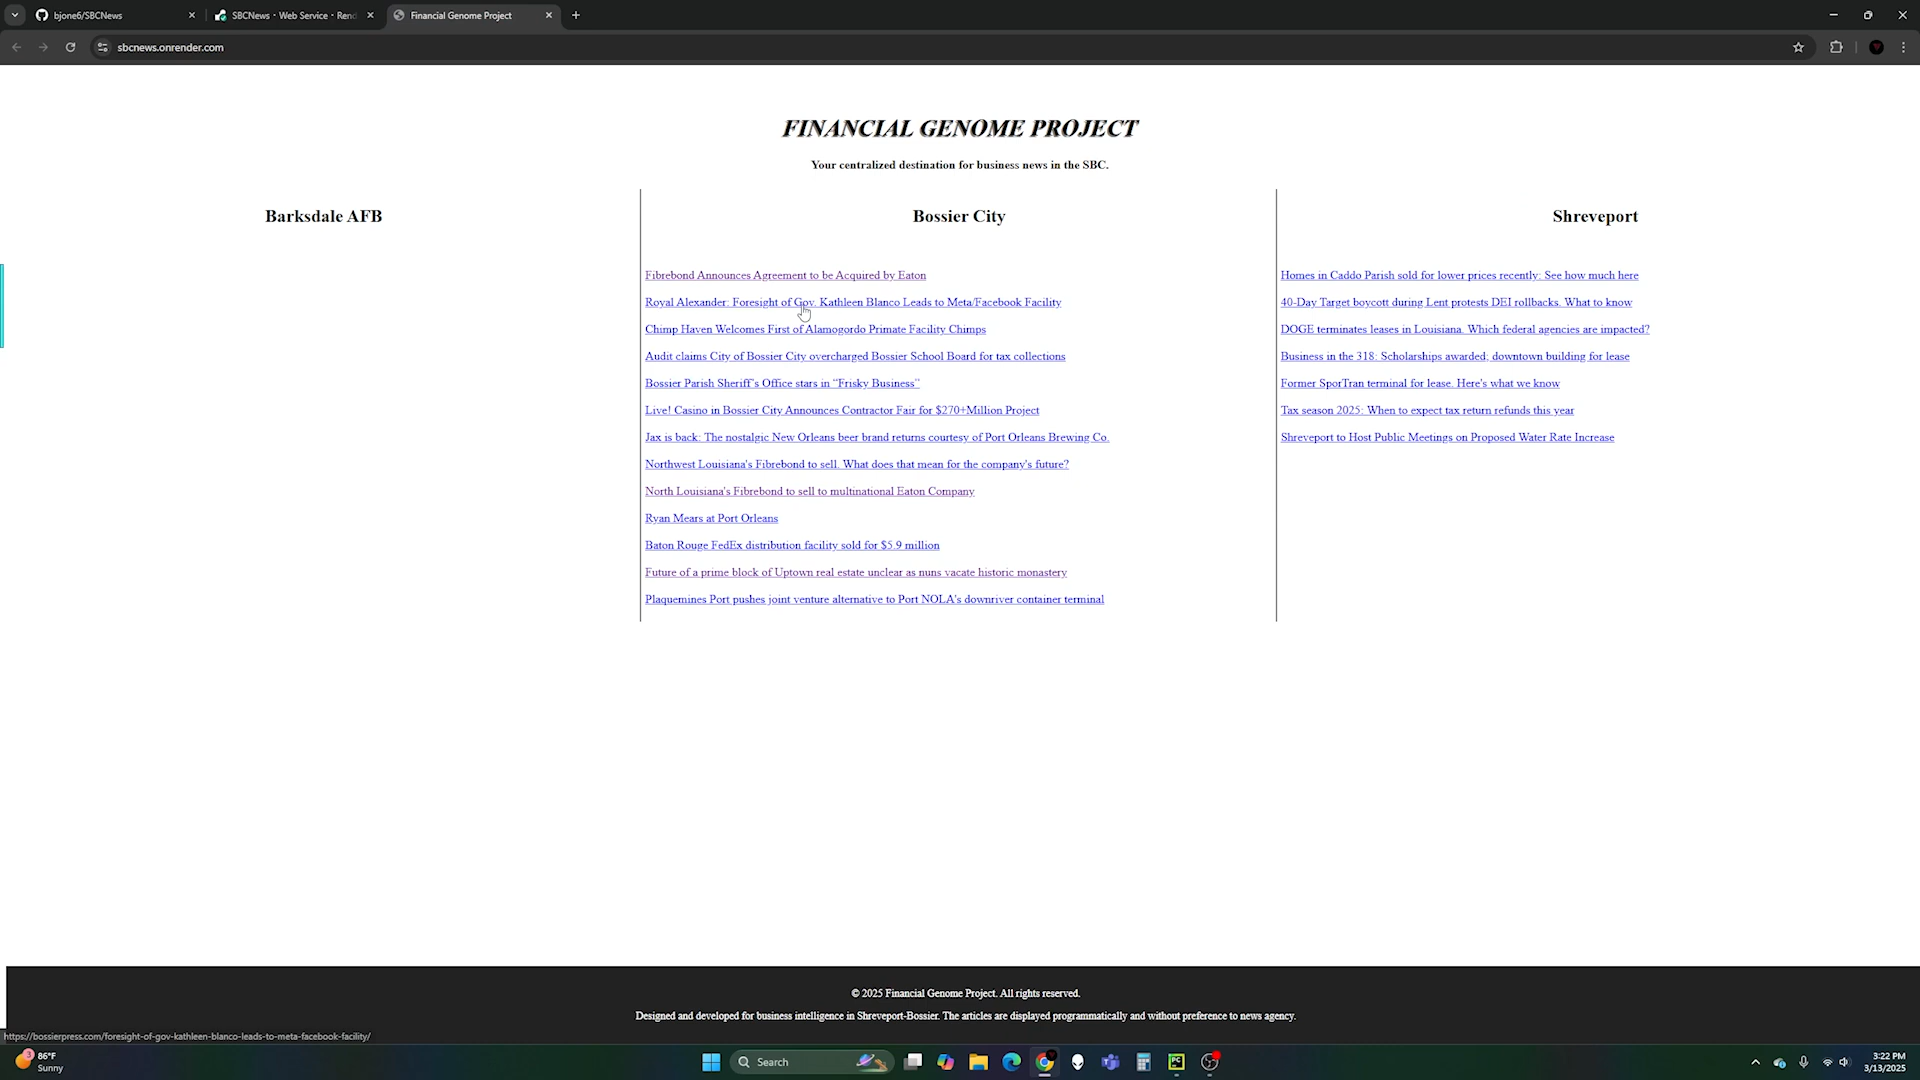 bjone6/SBCNews
SBCNews · Web Service · Rend
Financial Genome Project
sbcnews.onrender.com
FINANCIAL GENOME PROJECT
Your centralized destination for business news in the SBC.
Barksdale AFB
Bossier City
Fibrebond Announces Agreement to be Acquired by Eaton
Royal Alexander: Foresight of Gov. Kathleen Blanco Leads to Meta/Facebook Facility
Chimp Haven Welcomes First of Alamogordo Primate Facility Chimps
Audit claims City of Bossier City overcharged Bossier School Board for tax collections
Bossier Parish Sheriff's Office stars in “Frisky Business”
Live! Casino in Bossier City Announces Contractor Fair for $270+Million Project
Jax is back: The nostalgic New Orleans beer brand returns courtesy of Port Orleans Brewing Co.
Northwest Louisiana's Fibrebond to sell. What does that mean for the company's future?
North Louisiana's Fibrebond to sell to multinational Eaton Company
Ryan Mears at Port Orleans
Baton Rouge FedEx distribution facility sold for $5.9 million
Future of a prime block of Uptown real estate unclear as nuns vacate historic monastery
Plaquemines Port pushes joint venture alternative to Port NOLA's downriver container terminal
Shreveport
Homes in Caddo Parish sold for lower prices recently: See how much here
40-Day Target boycott during Lent protests DEI rollbacks. What to know
DOGE terminates leases in Louisiana. Which federal agencies are impacted?
Business in the 318: Scholarships awarded; downtown building for lease
Former SporTran terminal for lease. Here's what we know
Tax season 2025: When to expect tax return refunds this year
Shreveport to Host Public Meetings on Proposed Water Rate Increase
© 2025 Financial Genome Project. All rights reserved.
Designed and developed for business intelligence in Shreveport-Bossier. The articles are displayed programmatically and without preference to news agency.
https://bossierpress.com/foresight-of-gov-kathleen-blanco-leads-to-meta-facebook-facility/
3
86°F
Sunny
Search
PC
3:22 PM
3/13/2025